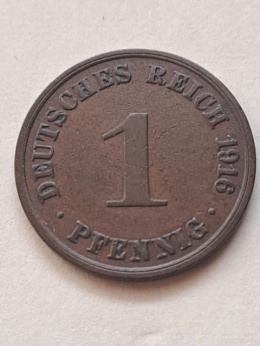 DEUTSCHES REICH 1916
1
· PFENNIG ·